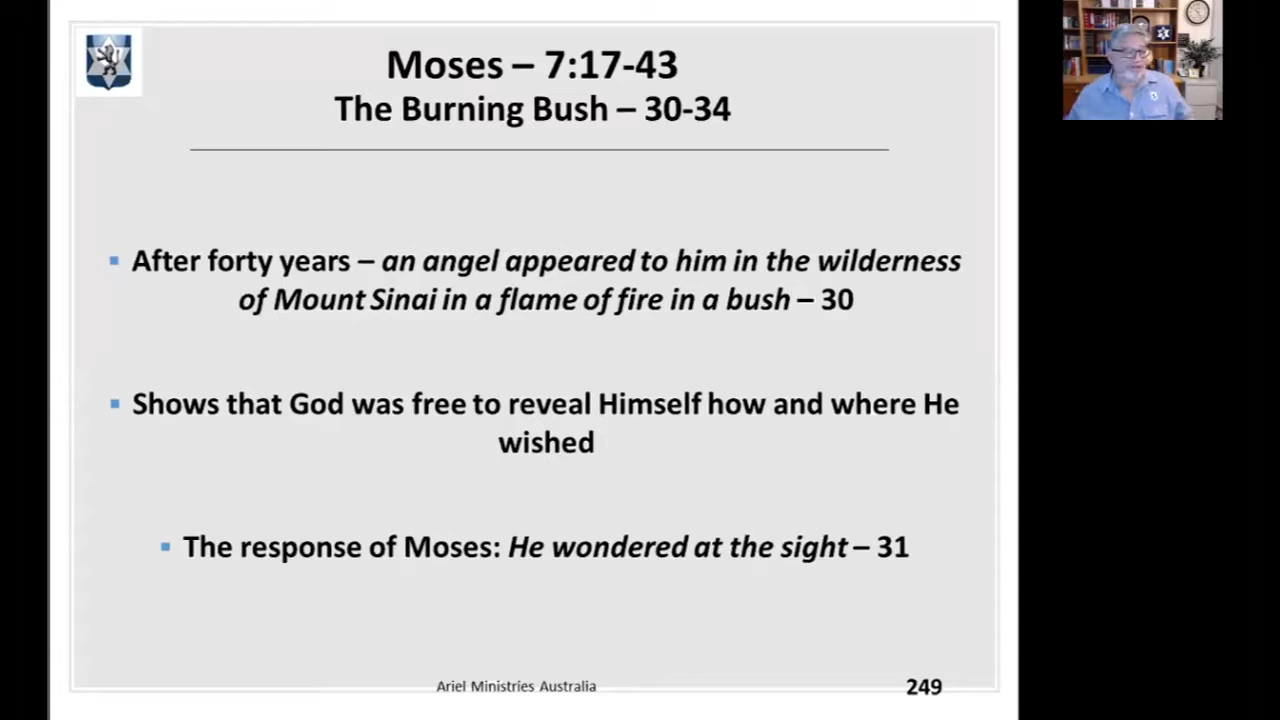 Moses – 7:17-43
The Burning Bush – 30-34
▪ After forty years – an angel appeared to him in the wilderness
of Mount Sinai in a flame of fire in a bush – 30
▪ Shows that God was free to reveal Himself how and where He
wished
▪ The response of Moses: He wondered at the sight – 31
Ariel Ministries Australia
249